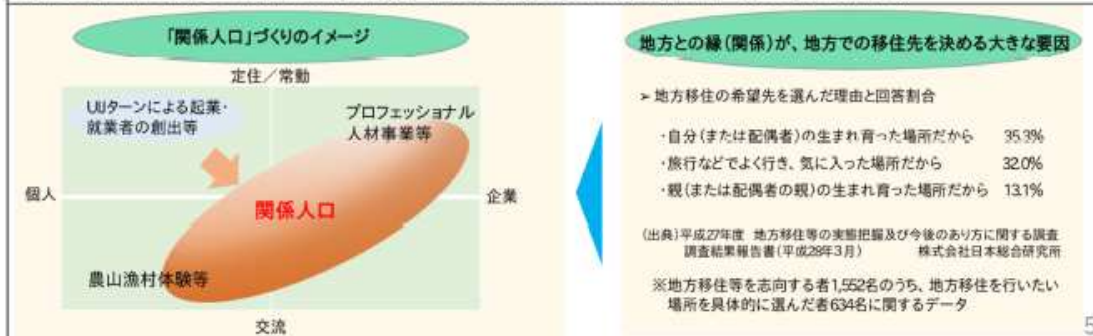 「関係人口」づくりのイメージ
定住／常勤
UIJターンによる起業・
就業者の創出等
プロフェッショナル
人材事業等
個人
関係人口
企業
農山漁村体験等
交流
地方との縁(関係)が、地方での移住先を決める大きな要因
➢ 地方移住の希望先を選んだ理由と回答割合
・自分(または配偶者)の生まれ育った場所だから 35.3%
・旅行などでよく行き、気に入った場所だから 32.0%
・親(または配偶者の親)の生まれ育った場所だから 13.1%
(出典)平成27年度 地方移住等の実態把握及び今後のあり方に関する調査
調査結果報告書(平成28年3月) 株式会社日本総合研究所
※地方移住等を志向する者1,552名のうち、地方移住を行いたい
場所を具体的に選んだ者634名に関するデータ
5